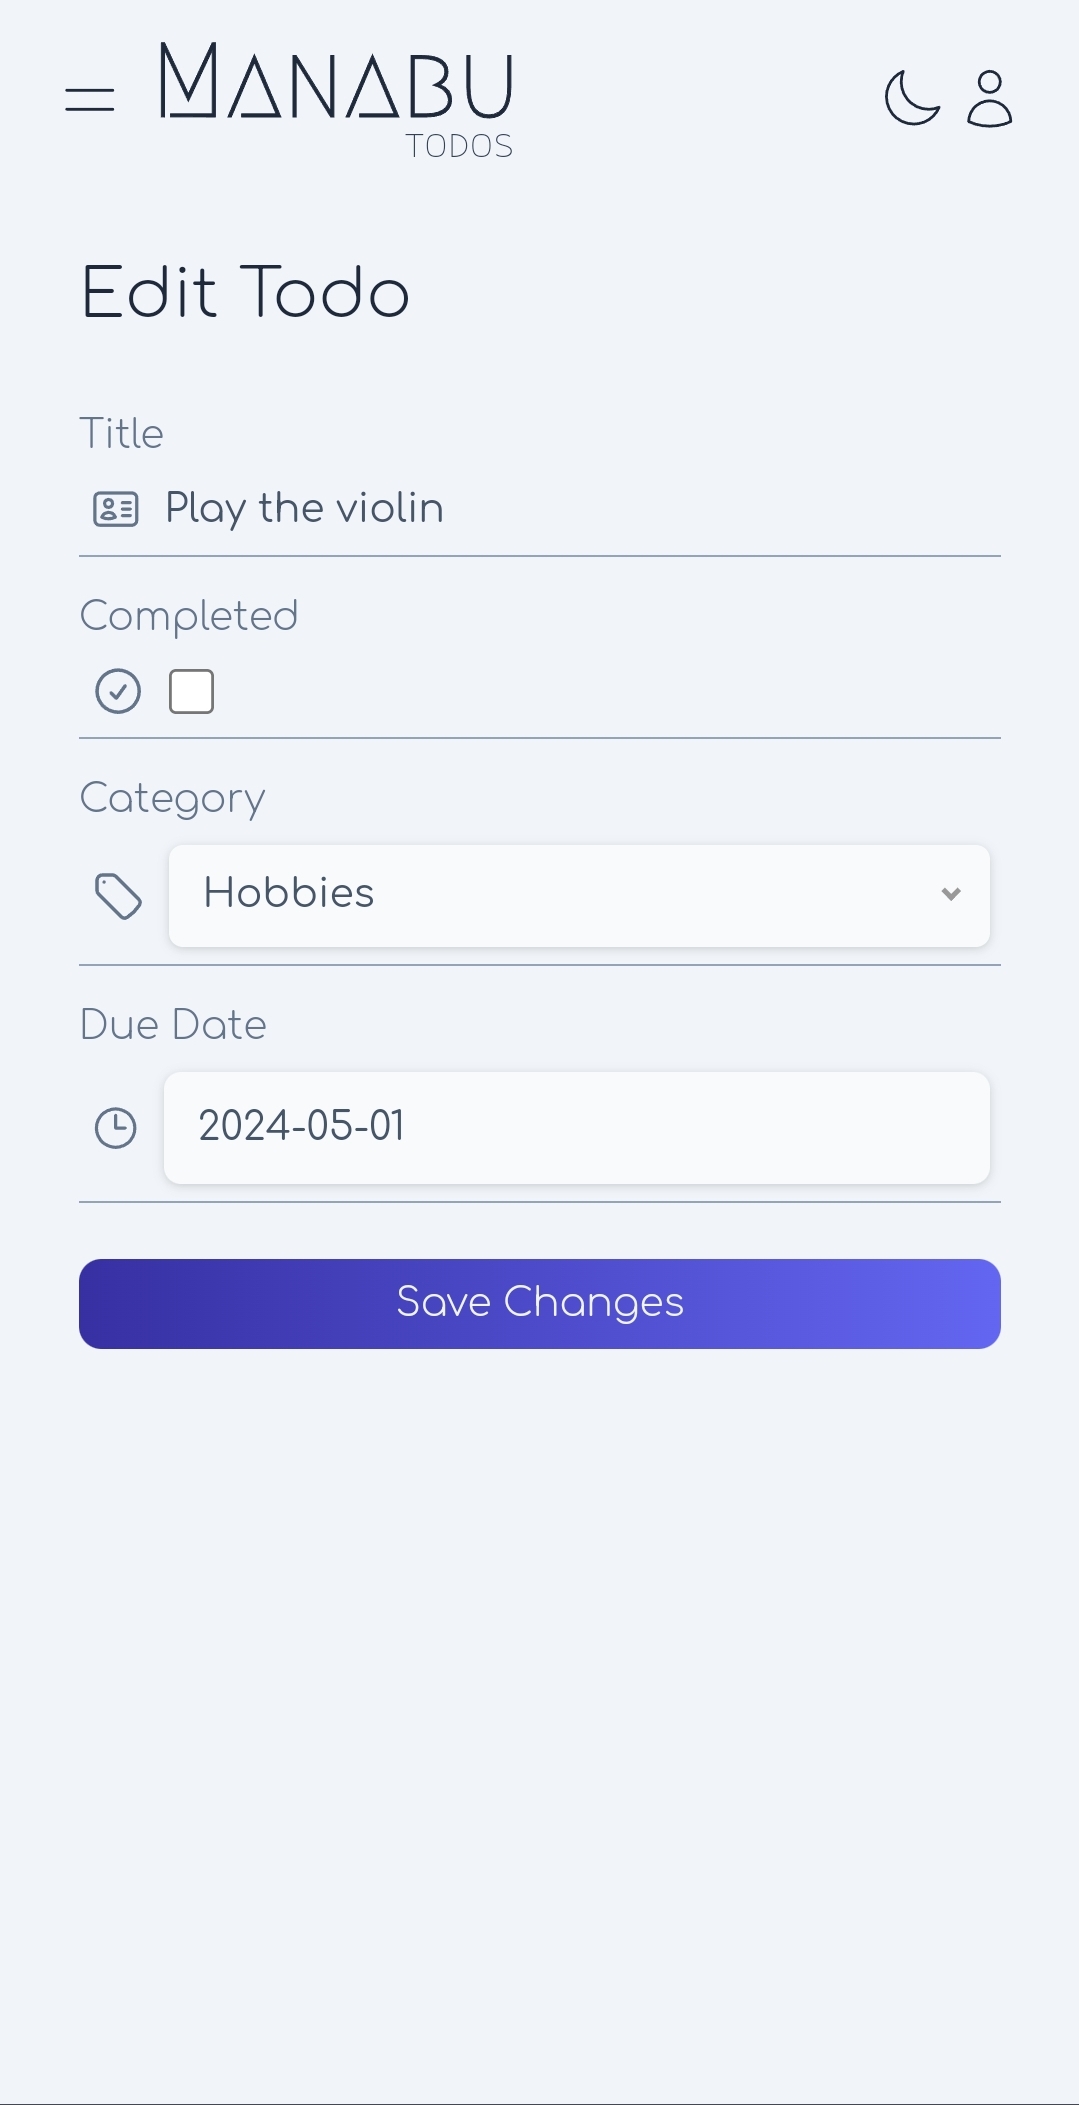 MANABU
TODOS
Edit Todo
Title
Play the violin
Completed
Category
Hobbies
Due Date
2024-05-01
Save Changes